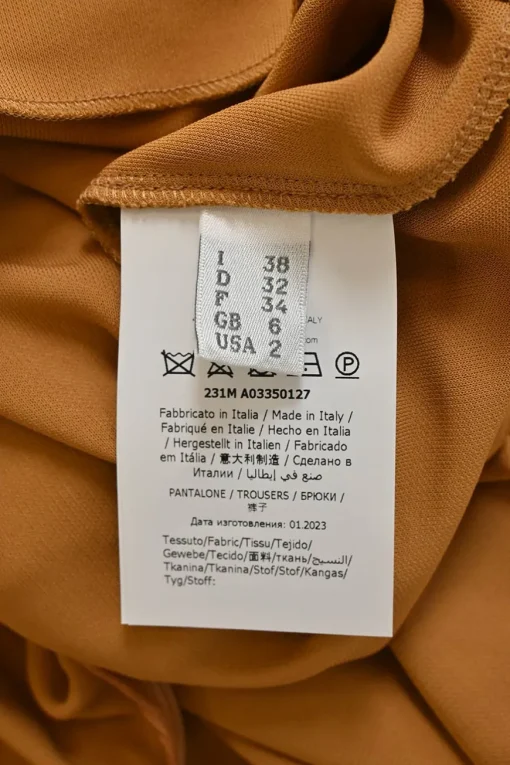 I 38
D 32
F 34
GB 6
USA 2
ALY
om
P
231M A03350127
Fabbricato in Italia / Made in Italy /
Fabriqué en Italie / Hecho en Italia
/ Hergestellt in Italien / Fabricado
em Itália / 意大利制造 / Сделано в
Италии / صنع في إيطاليا
PANTALONE / TROUSERS / БРЮКИ /
裤子
Дата изготовления: 01.2023
Tessuto/Fabric/Tissu/Tejido/
Gewebe/Tecido/面料/ткань/النسيج/
Tkanina/Tkanina/Stof/Stof/Kangas/
Tyg/Stoff: